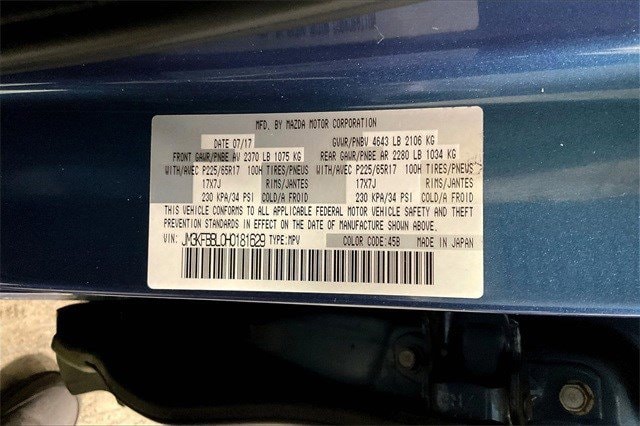 MFD. BY MAZDA MOTOR CORPORATION
DATE 07/17 GVWR/PNBV 4643 LB 2106 KG
FRONT GAWR/PNBE AV 2370 LB 1075 KG REAR GAWR/PNBE AR 2280 LB 1034 KG
WITH/AVEC P225/65R17 100H TIRES/PNEUS WITH/AVEC P225/65R17 100H TIRES/PNEUS
17X7J RIMS/JANTES 17X7J RIMS/JANTES
230 KPA/34 PSI COLD/A FROID 230 KPA/34 PSI COLD/A FROID
THIS VEHICLE CONFORMS TO ALL APPLICABLE FEDERAL MOTOR VEHICLE SAFETY AND THEFT
PREVENTION STANDARDS IN EFFECT ON THE DATE OF MANUFACTURE SHOWN ABOVE.
VIN: JM3KFBBL0H0181629 TYPE:MPV COLOR CODE:45B MADE IN JAPAN